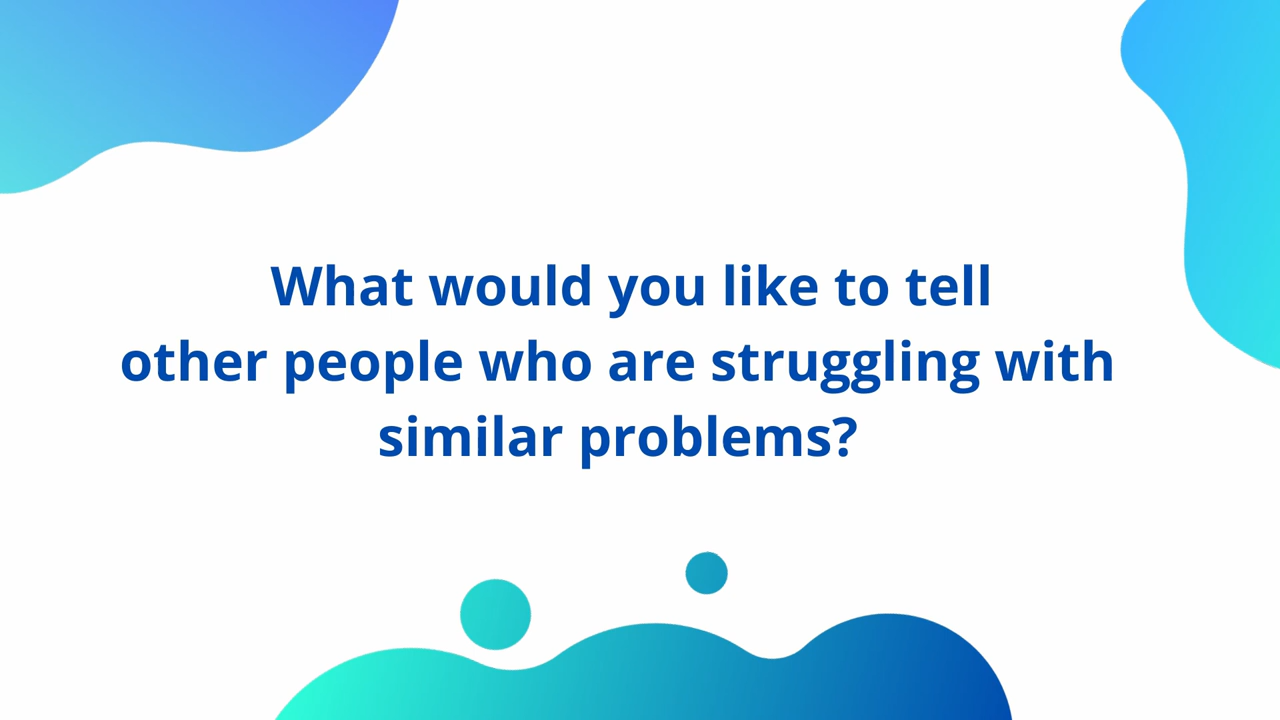 What would you like to tell
other people who are struggling with
similar problems?